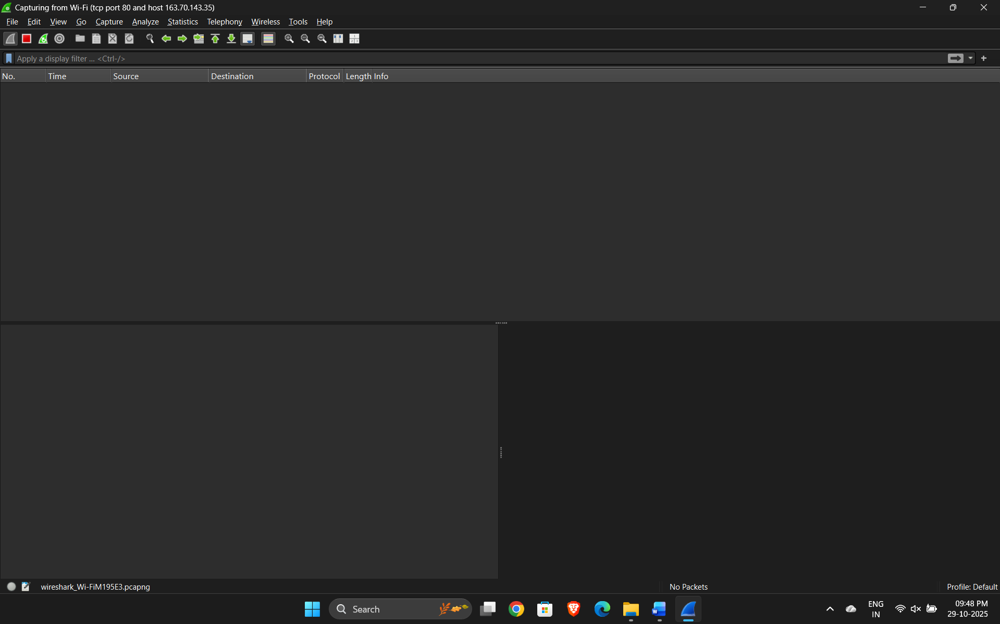 Capturing from Wi-Fi (tcp port 80 and host 163.70.143.35)
File Edit View Go Capture Analyze Statistics Telephony Wireless Tools Help
Apply a display filter ... <Ctrl-/>
No. Time Source Destination Protocol Length Info
wireshark_Wi-FiM195E3.pcapng No Packets Profile: Default
Search
ENG
IN
09:48 PM
29-10-2025